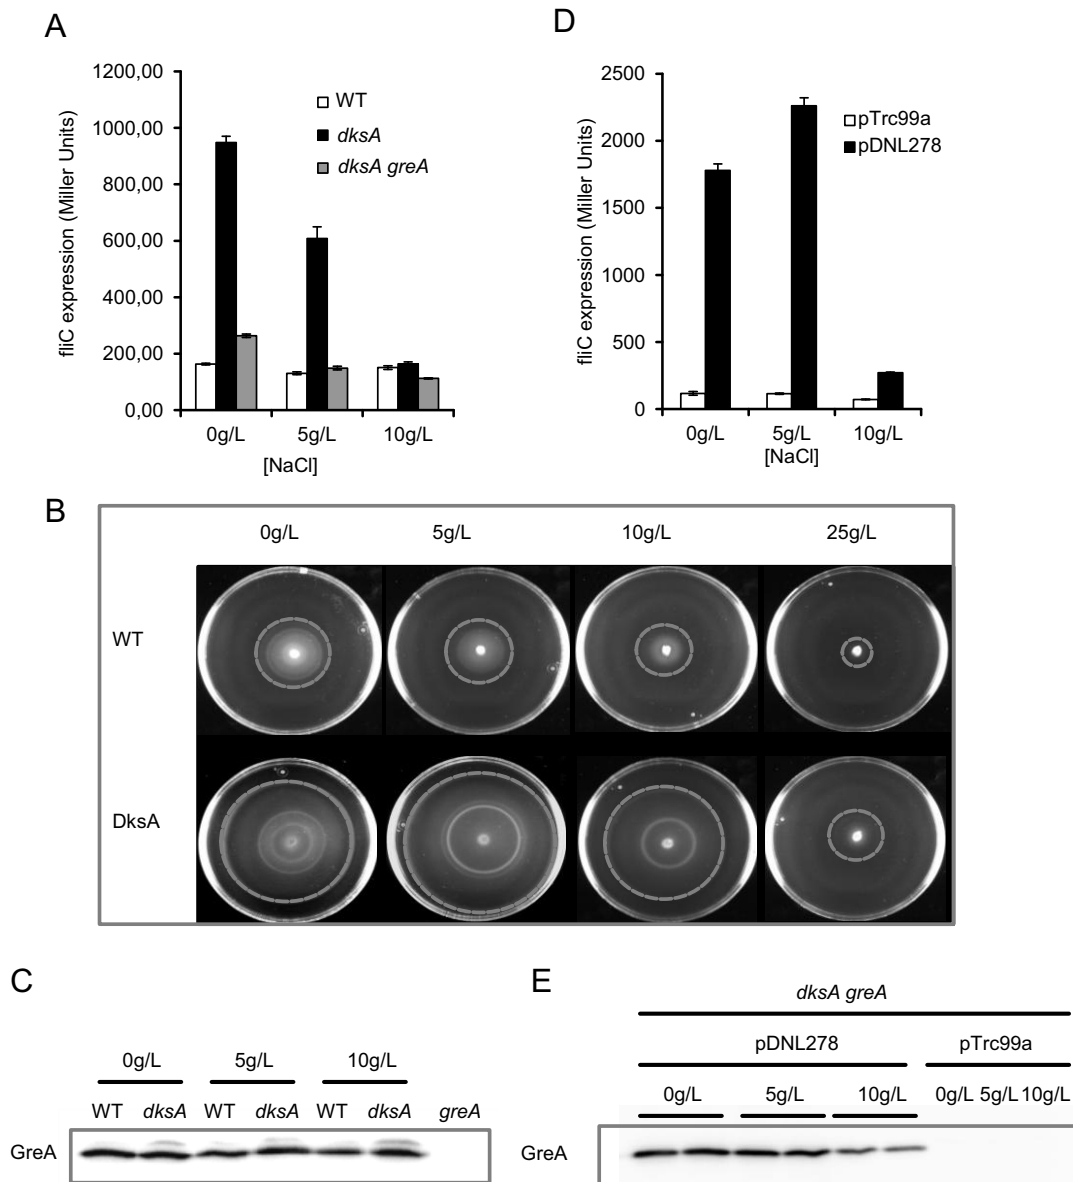 A
1200,00
1000,00
800,00
600,00
400,00
200,00
0,00
fliC expression (Miller Units)
WT
dksA
dksA greA
0g/L 5g/L 10g/L
[NaCl]
D
2500
2000
1500
1000
500
0
fliC expression (Miller Units)
pTrc99a
pDNL278
0g/L 5g/L 10g/L
[NaCl]
B
0g/L 5g/L 10g/L 25g/L
WT
DksA
C
0g/L 5g/L 10g/L
WT dksA WT dksA WT dksA greA
GreA
E
dksA greA
pDNL278 pTrc99a
0g/L 5g/L 10g/L 0g/L 5g/L 10g/L
GreA